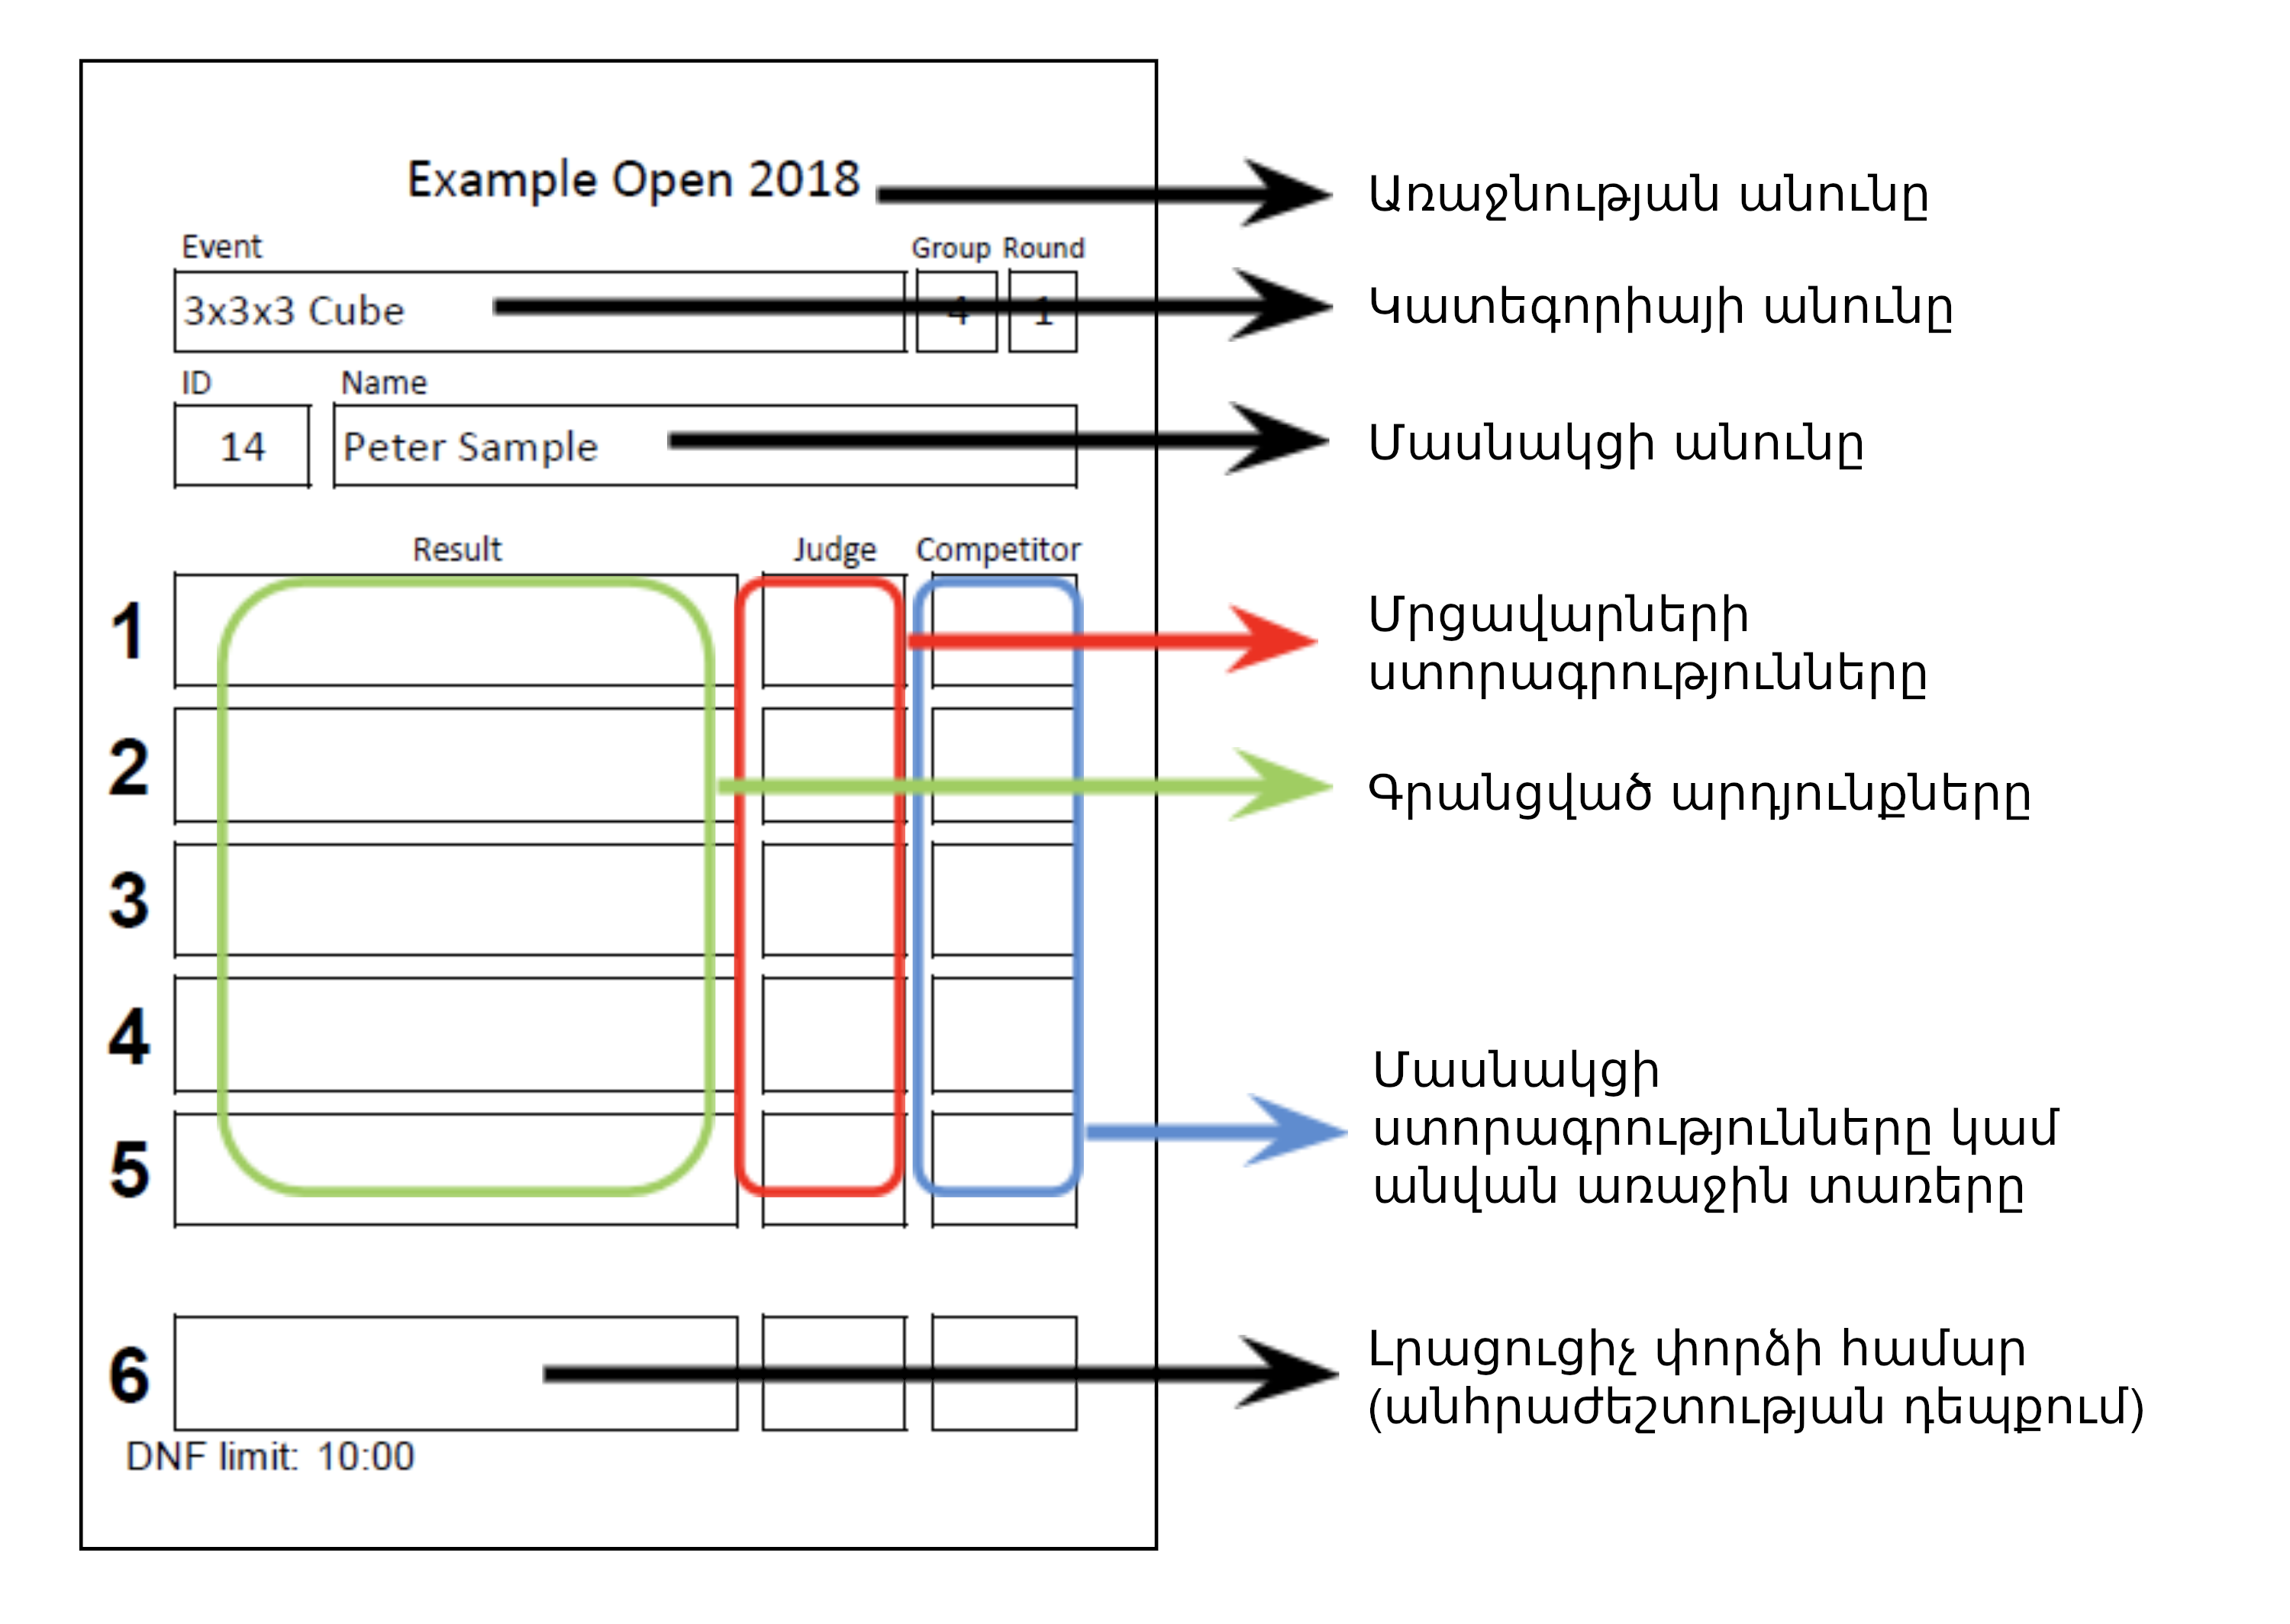 Example Open 2018
Առաջնության անունը
Event
Group
Round
3x3x3 Cube
4
1
Կատեգորիայի անունը
ID
Name
14
Peter Sample
Մասնակցի անունը
Result
Judge
Competitor
1
Մրցավարների
ստորագրությունները
2
Գրանցված արդյունքները
3
4
Մասնակցի
ստորագրությունները կամ
անվան առաջին տառերը
5
6
Լրացուցիչ փորձի համար
(անհրաժեշտության դեպքում)
DNF limit: 10:00